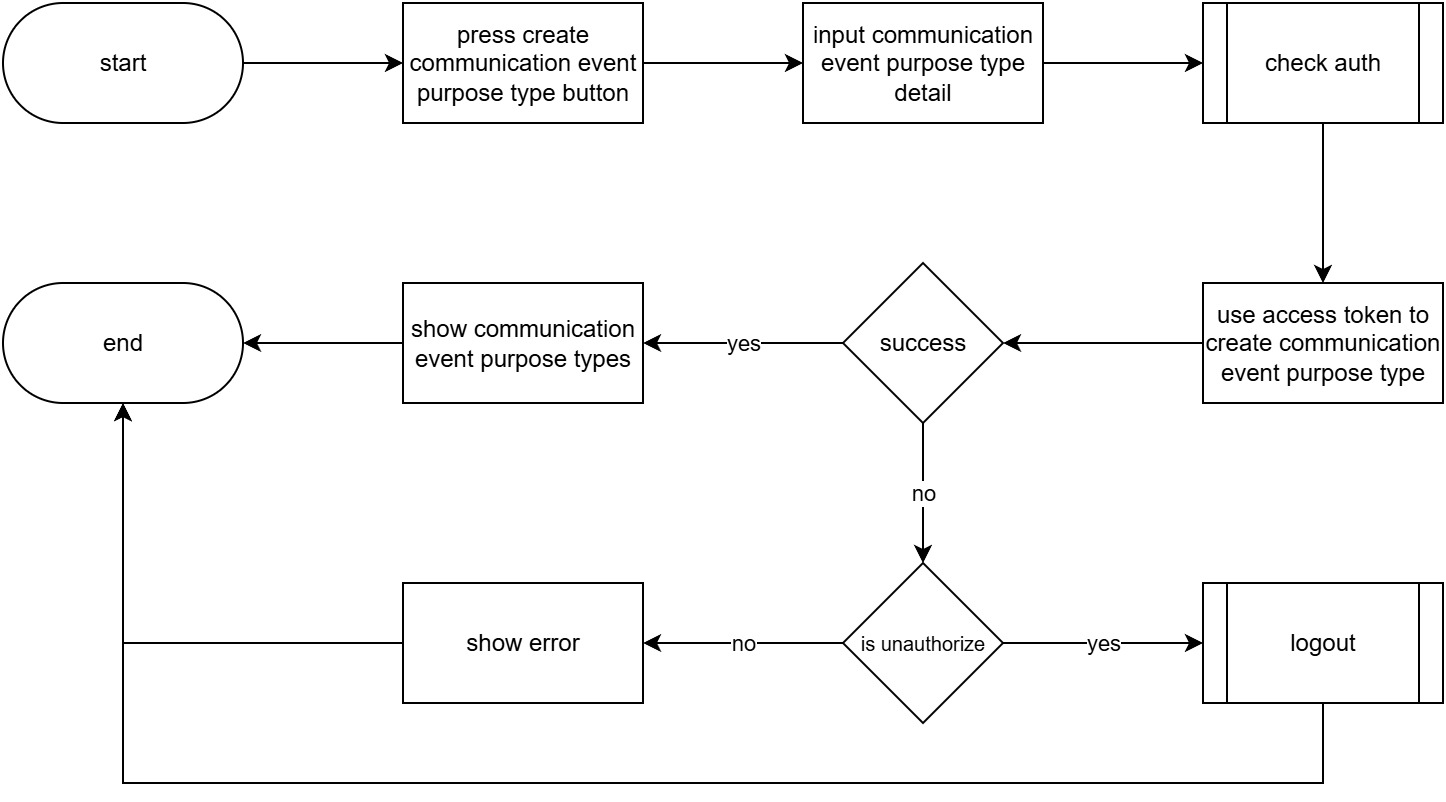 start
press create
communication event
purpose type button
input communication
event purpose type
detail
check auth
end
show communication
event purpose types
yes
success
use access token to
create communication
event purpose type
no
show error
no
is unauthorize
yes
logout